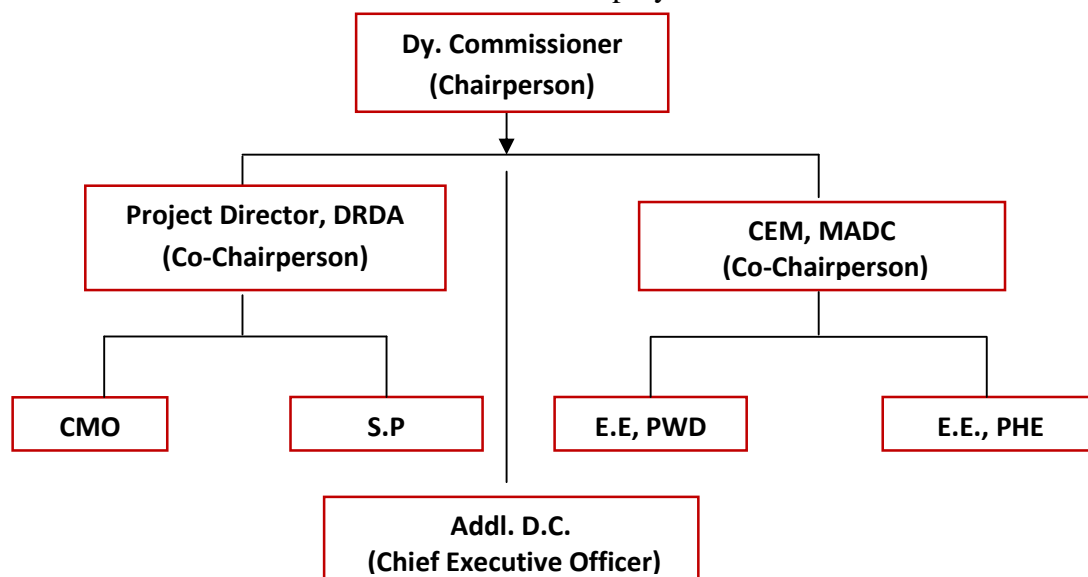 Dy. Commissioner
(Chairperson)
Project Director, DRDA
(Co-Chairperson)
CEM, MADC
(Co-Chairperson)
CMO
S.P
E.E, PWD
E.E., PHE
Addl. D.C.
(Chief Executive Officer)